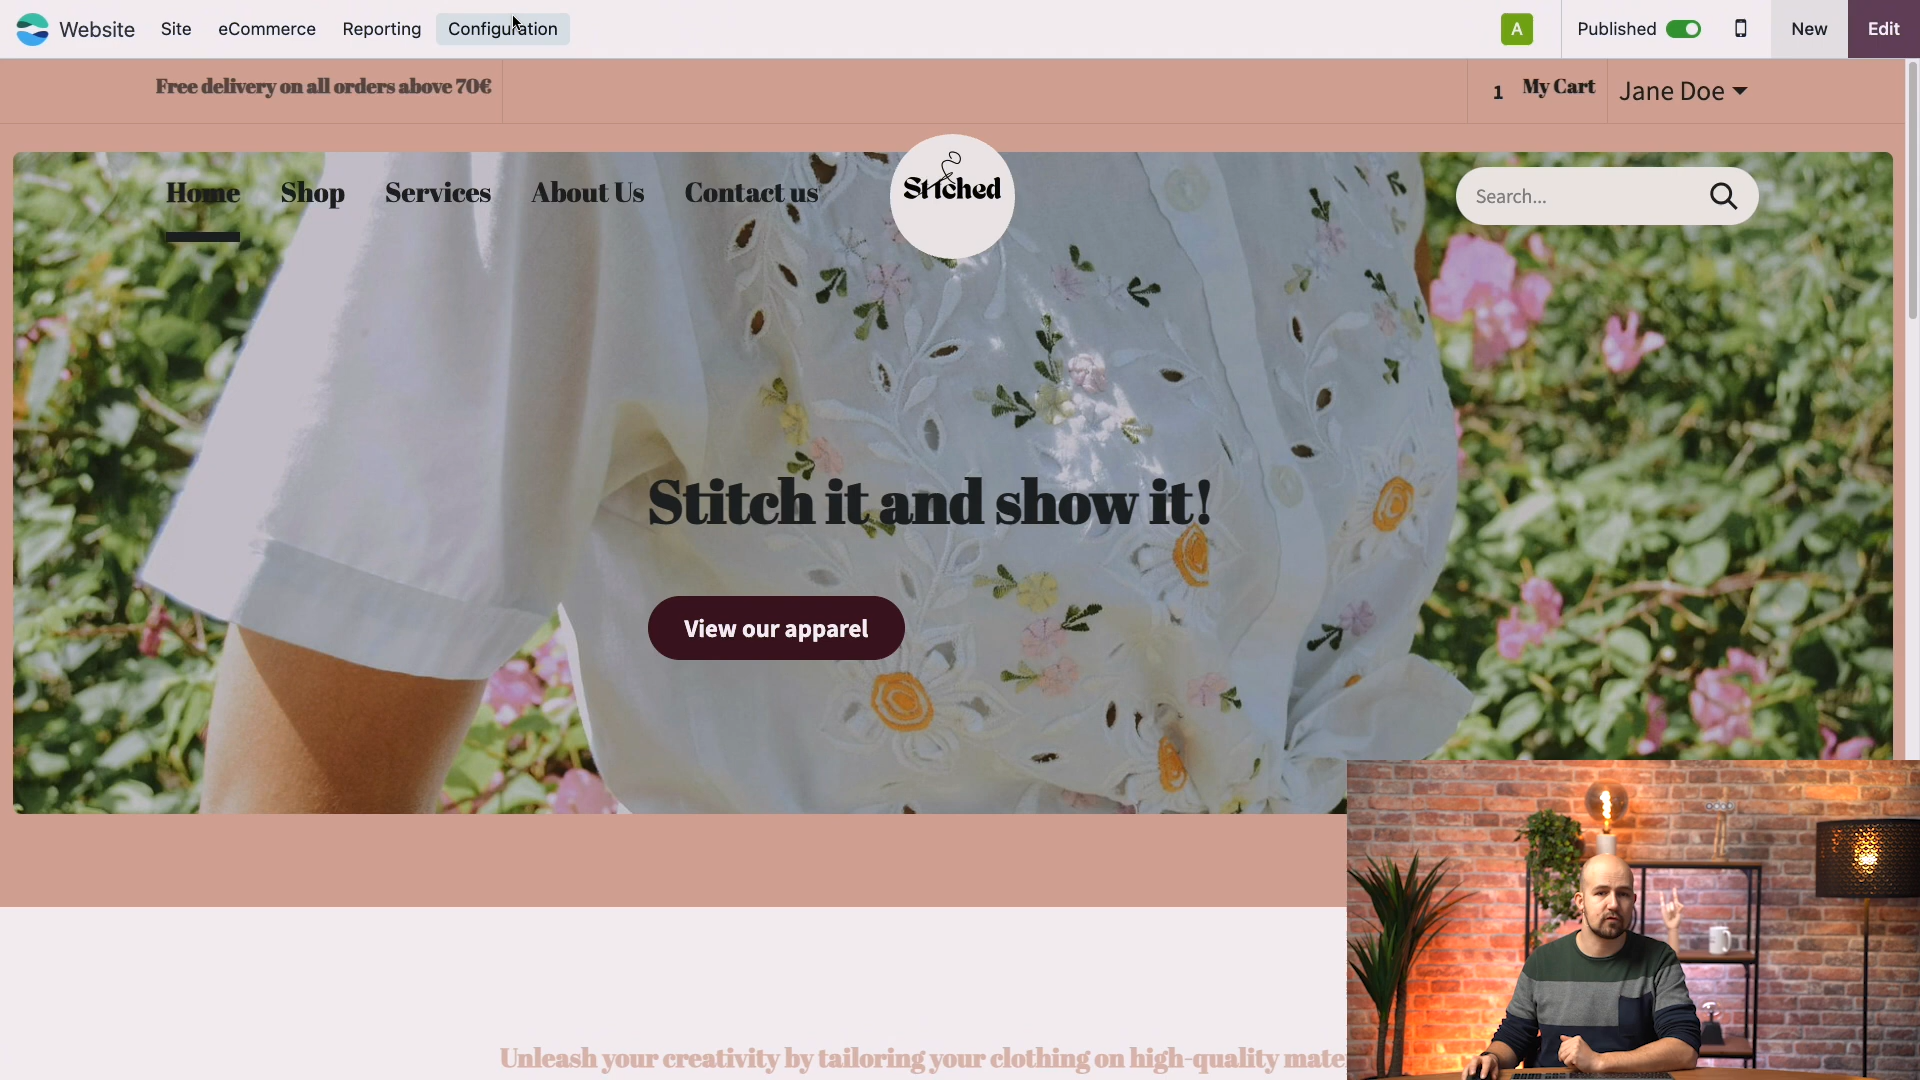 Website Site eCommerce Reporting Configuration A Published New Edit
Free delivery on all orders above 70€ 1 My Cart Jane Doe
Home Shop Services About Us Contact us Stitched Search...
Stitch it and show it!
View our apparel
Unleash your creativity by tailoring your clothing on high-quality mate